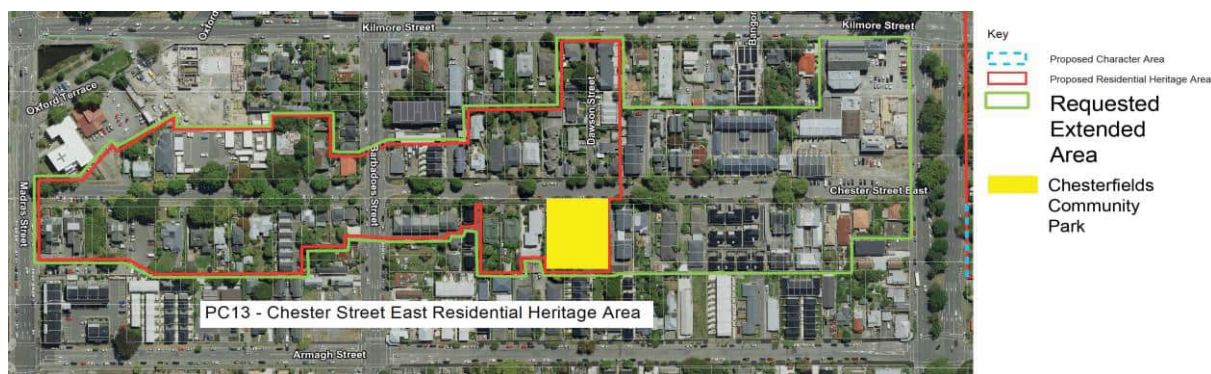 Kilmore Street
Kilmore Street
Oxford
Bangor
Oxford Terrace
Dawson Street
Barbadoes Street
Madras Street
Chester Street East
PC13 - Chester Street East Residential Heritage Area
Armagh Street
Key
Proposed Character Area
Proposed Residential Heritage Area
Requested
Extended
Area
Chesterfields
Community
Park